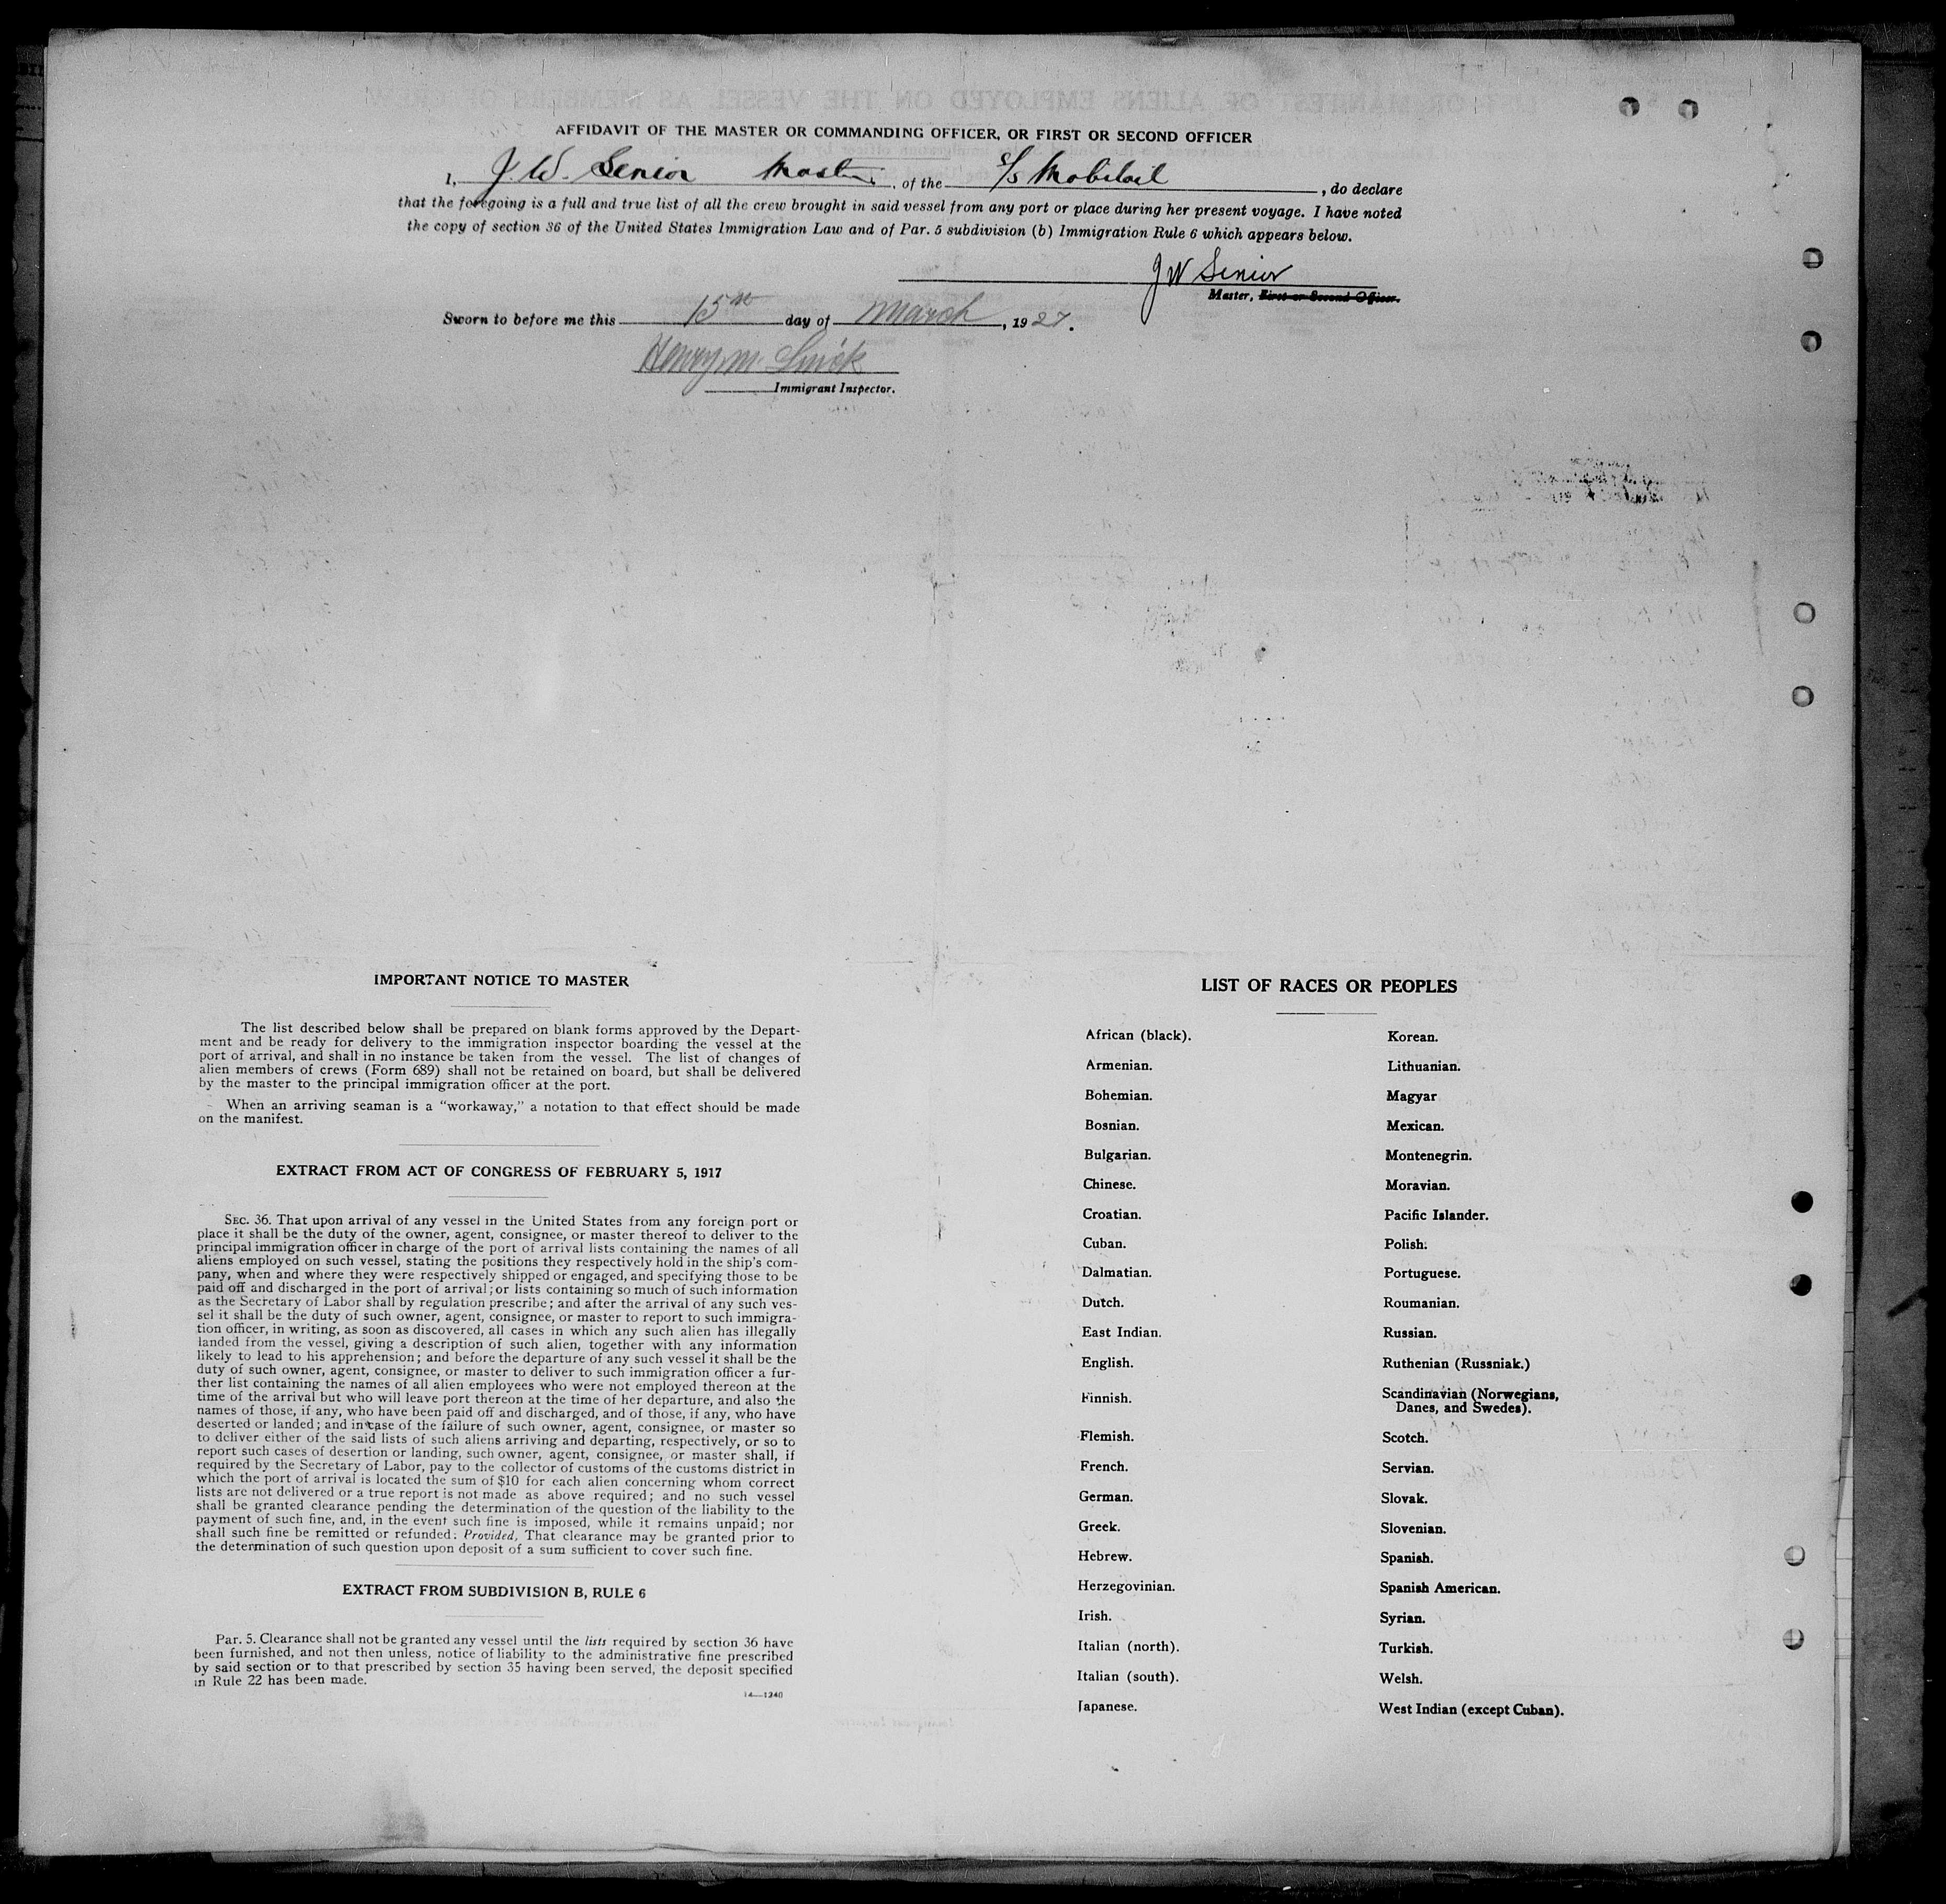 AFFIDAVIT OF THE MASTER OR COMMANDING OFFICER, OR FIRST OR SECOND OFFICER
I, J. W. Senior Master, of the S/S Mobiloil, do declare
that the foregoing is a full and true list of all the crew brought in said vessel from any port or place during her present voyage. I have noted
the copy of section 36 of the United States Immigration Law and of Par. 5 subdivision (b) Immigration Rule 6 which appears below.
J W Senior
Master, First or Second Officer.
Sworn to before me this 15th day of March, 1927.
Henry M.
Immigrant Inspector.
IMPORTANT NOTICE TO MASTER
The list described below shall be prepared on blank forms approved by the Depart-
ment and be ready for delivery to the immigration inspector boarding the vessel at the
port of arrival, and shall in no instance be taken from the vessel. The list of changes of
alien members of crews (Form 689) shall not be retained on board, but shall be delivered
by the master to the principal immigration officer at the port.
When an arriving seaman is a "workaway," a notation to that effect should be made
on the manifest.
EXTRACT FROM ACT OF CONGRESS OF FEBRUARY 5, 1917
SEC. 36. That upon arrival of any vessel in the United States from any foreign port or
place it shall be the duty of the owner, agent, consignee, or master thereof to deliver to the
principal immigration officer in charge of the port of arrival lists containing the names of all
aliens employed on such vessel, stating the positions they respectively hold in the ship's com-
pany, when and where they were respectively shipped or engaged, and specifying those to be
paid off and discharged in the port of arrival; or lists containing so much of such information
as the Secretary of Labor shall by regulation prescribe; and after the arrival of any such ves-
sel it shall be the duty of such owner, agent, consignee, or master to report to such immigra-
tion officer, in writing, as soon as discovered, all cases in which any such alien has illegally
landed from the vessel, giving a description of such alien, together with any information
likely to lead to his apprehension; and before the departure of any such vessel it shall be the
duty of such owner, agent, consignee, or master to deliver to such immigration officer a fur-
ther list containing the names of all alien employees who were not employed thereon at the
time of the arrival but who will leave port thereon at the time of her departure, and also the
names of those, if any, who have been paid off and discharged, and of those, if any, who have
deserted or landed; and in case of the failure of such owner, agent, consignee, or master so
to deliver either of the said lists of such aliens arriving and departing, respectively, or so to
report such cases of desertion or landing, such owner, agent, consignee, or master shall, if
required by the Secretary of Labor, pay to the collector of customs of the customs district in
which the port of arrival is located the sum of $10 for each alien concerning whom correct
lists are not delivered or a true report is not made as above required; and no such vessel
shall be granted clearance pending the determination of the question of the liability to the
payment of such fine, and, in the event such fine is imposed, while it remains unpaid; nor
shall such fine be remitted or refunded: Provided, That clearance may be granted prior to
the determination of such question upon deposit of a sum sufficient to cover such fine.
EXTRACT FROM SUBDIVISION B, RULE 6
Par. 5. Clearance shall not be granted any vessel until the lists required by section 36 have
been furnished, and not then unless, notice of liability to the administrative fine prescribed
by said section or to that prescribed by section 35 having been served, the deposit specified
in Rule 22 has been made.
14—1240
LIST OF RACES OR PEOPLES
African (black).
Armenian.
Bohemian.
Bosnian.
Bulgarian.
Chinese.
Croatian.
Cuban.
Dalmatian.
Dutch.
East Indian.
English.
Finnish.
Flemish.
French.
German.
Greek.
Hebrew.
Herzegovinian.
Irish.
Italian (north).
Italian (south).
Japanese.
Korean.
Lithuanian.
Magyar
Mexican.
Montenegrin.
Moravian.
Pacific Islander.
Polish.
Portuguese.
Roumanian.
Russian.
Ruthenian (Russniak.)
Scandinavian (Norwegians,
Danes, and Swedes).
Scotch.
Servian.
Slovak.
Slovenian.
Spanish.
Spanish American.
Syrian.
Turkish.
Welsh.
West Indian (except Cuban).